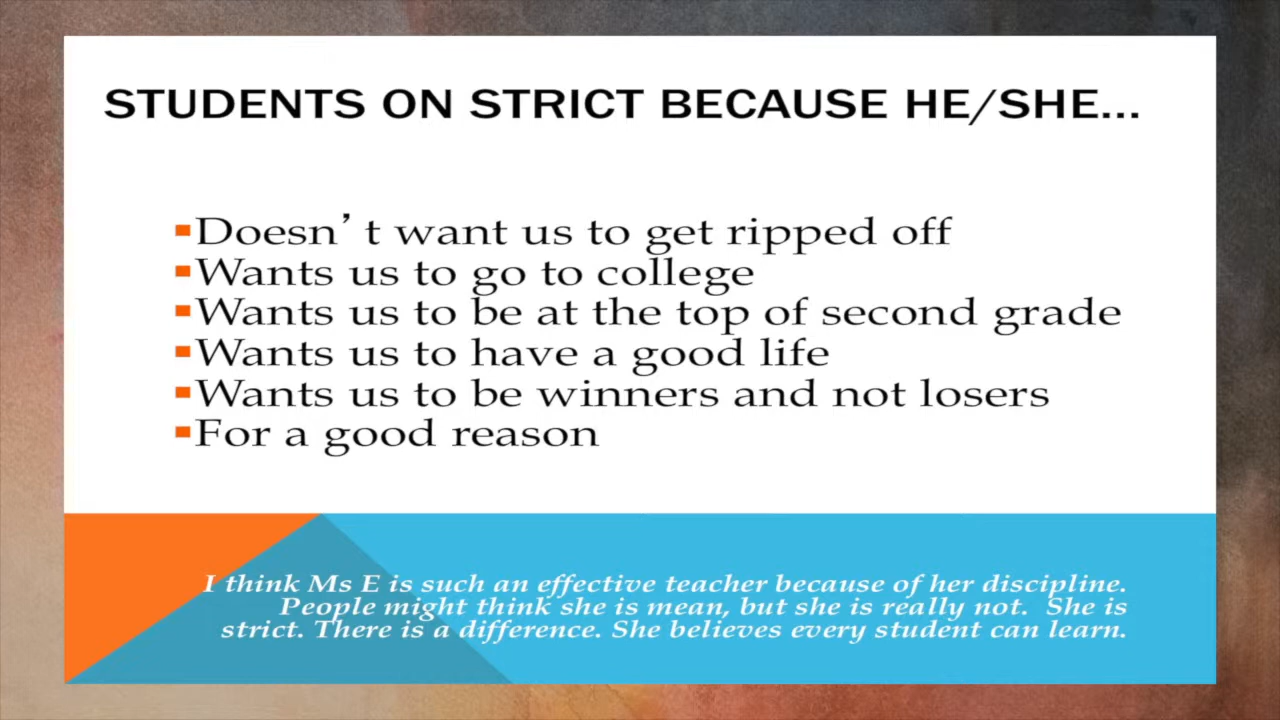 STUDENTS ON STRICT BECAUSE HE/SHE...
Doesn’t want us to get ripped off
Wants us to go to college
Wants us to be at the top of second grade
Wants us to have a good life
Wants us to be winners and not losers
For a good reason
I think Ms E is such an effective teacher because of her discipline.
People might think she is mean, but she is really not. She is
strict. There is a difference. She believes every student can learn.